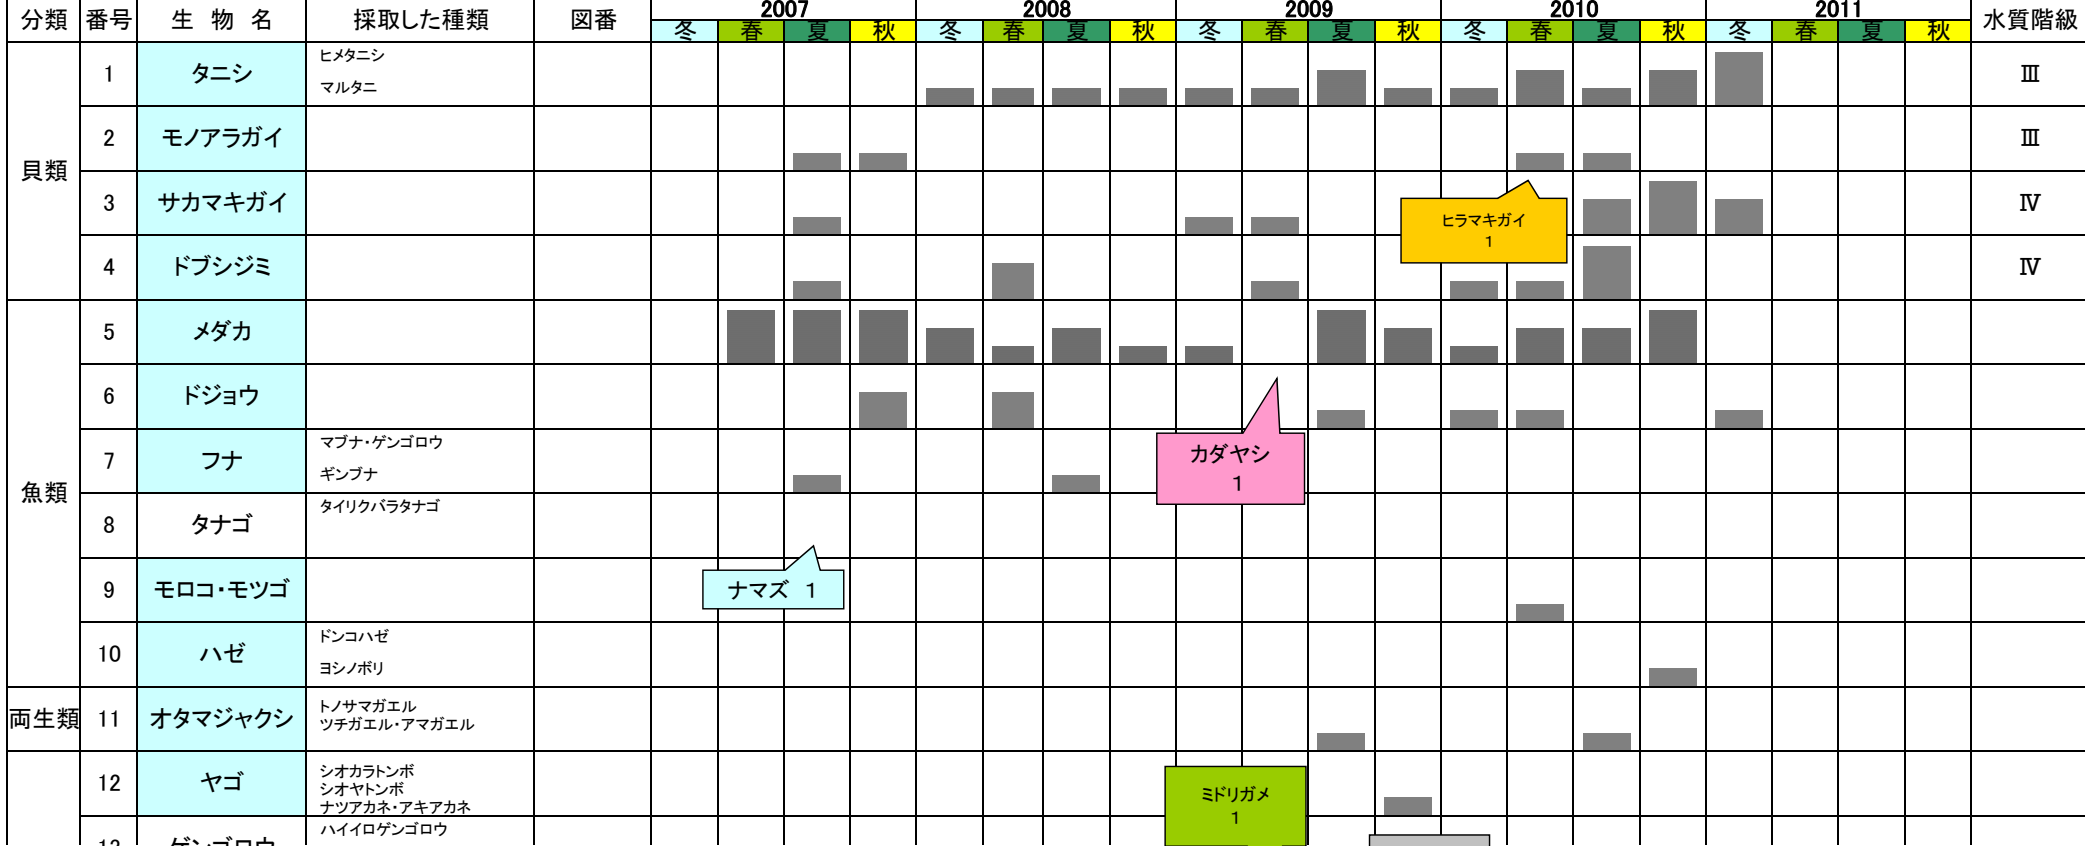 分類 番号 生 物 名 採取した種類 図番 2007 2008 2009 2010 2011 水質階級
冬 春 夏 秋 冬 春 夏 秋 冬 春 夏 秋 冬 春 夏 秋 冬 春 夏 秋
貝類
1 タニシ ヒメタニシ Ⅲ
マルタニ
2 モノアラガイ Ⅲ
3 サカマキガイ Ⅳ
ヒラマキガイ
1
4 ドブシジミ Ⅳ
魚類
5 メダカ
6 ドジョウ
カダヤシ
1
7 フナ マブナ・ゲンゴロウ
ギンブナ
8 タナゴ タイリクバラタナゴ
9 モロコ・モツゴ
ナマズ 1
10 ハゼ ドンコハゼ
ヨシノボリ
両生類 11 オタマジャクシ トノサマガエル
ツチガエル・アマガエル
12 ヤゴ シオカラトンボ
シオヤトンボ
ナツアカネ・アキアカネ
ミドリガメ
1
13 ゲンゴロウ ハイイロゲンゴロウ